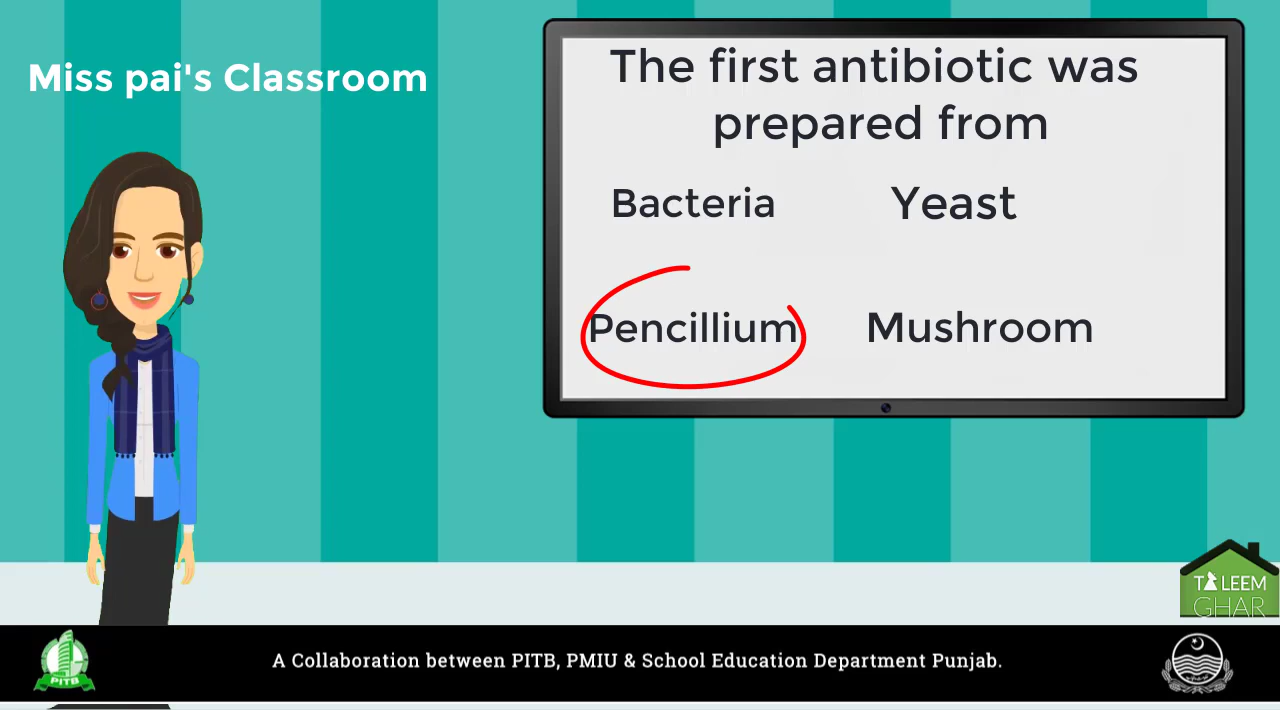 Miss pai's Classroom
The first antibiotic was
prepared from
Bacteria
Yeast
Pencillium
Mushroom
TALEEM
GHAR
PITB
A Collaboration between PITB, PMIU & School Education Department Punjab.